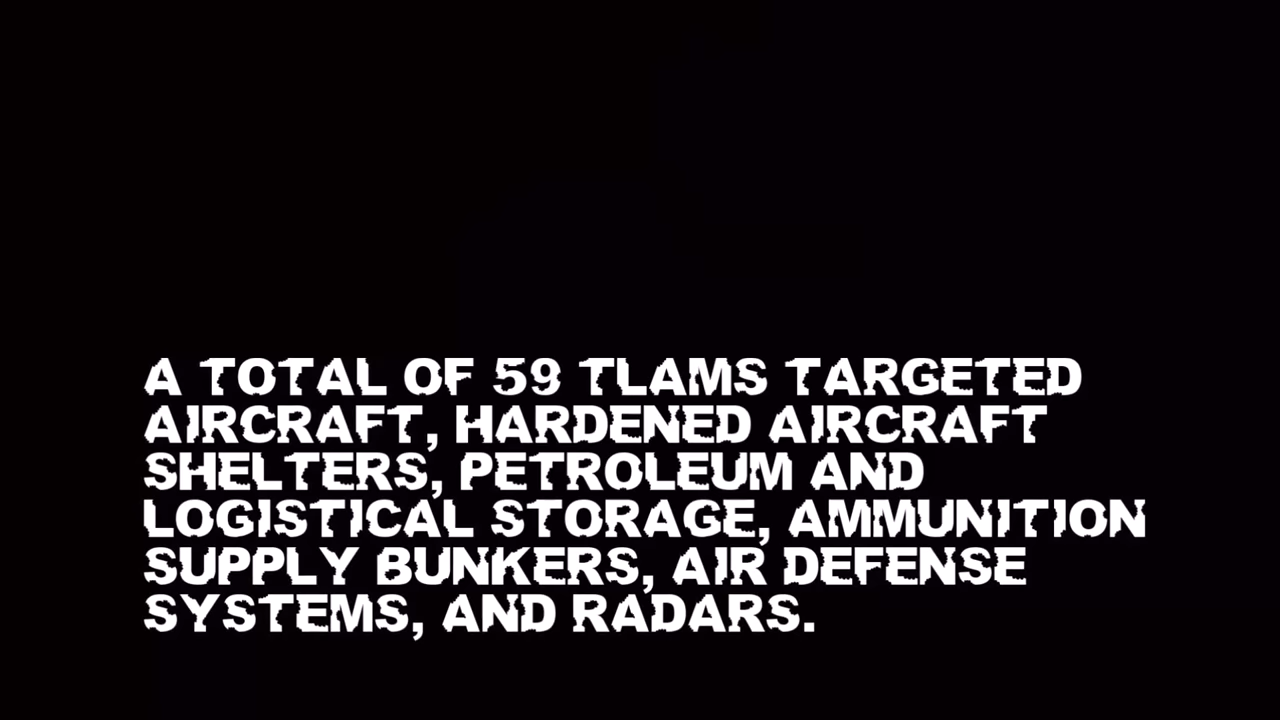 A TOTAL OF 59 TLAMS TARGETED
AIRCRAFT, HARDENED AIRCRAFT
SHELTERS, PETROLEUM AND
LOGISTICAL STORAGE, AMMUNITION
SUPPLY BUNKERS, AIR DEFENSE
SYSTEMS, AND RADARS.